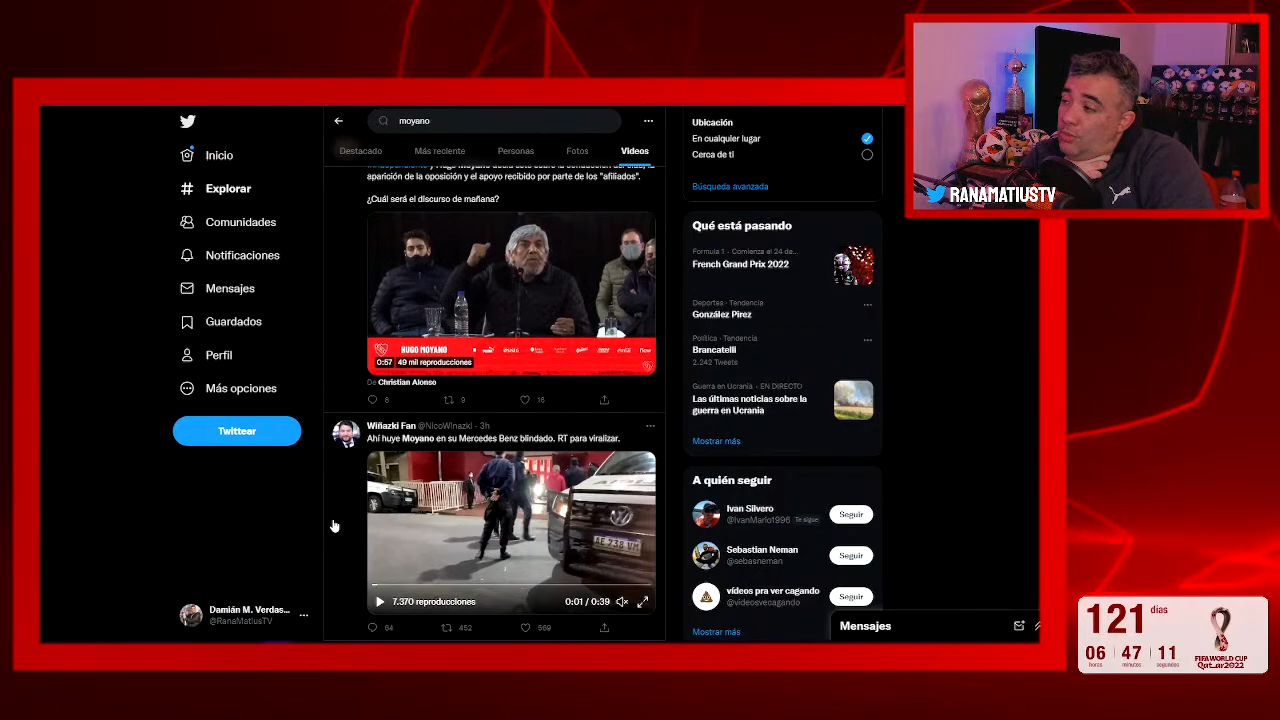 Inicio
Explorar
Comunidades
Notificaciones
Mensajes
Guardados
Perfil
Más opciones
Twittear
Damián M. Verdas...
@RanaMatiusTV
moyano
Destacado
Más reciente
Personas
Fotos
Videos
aparición de la oposición y el apoyo recibido por parte de los "afiliados".
¿Cuál será el discurso de mañana?
HUGO MOYANO
0:57 49 mil reproducciones
De Christian Alonso
8
9
16
Wiñazki Fan @NicoWinazki · 3h
Ahí huye Moyano en su Mercedes Benz blindado. RT para viralizar.
AE 238 VM
7.370 reproducciones
0:01 / 0:39
64
452
569
Ubicación
En cualquier lugar
Cerca de ti
Búsqueda avanzada
Qué está pasando
Formula 1 · Comienza el 24 de...
French Grand Prix 2022
Deportes · Tendencia
González Pirez
Política · Tendencia
Brancatelli
2.242 Tweets
Guerra en Ucrania · EN DIRECTO
Las últimas noticias sobre la
guerra en Ucrania
Mostrar más
A quién seguir
Ivan Silvero
@IvanMario1996 Te sigue
Seguir
Sebastian Neman
@sebasneman
Seguir
vídeos pra ver cagando
@videosvecagando
Seguir
Mostrar más
Mensajes
RANAMATIUSTV
121 días
06 47 11
horas minutos segundos
FIFA WORLD CUP
Qatar2022